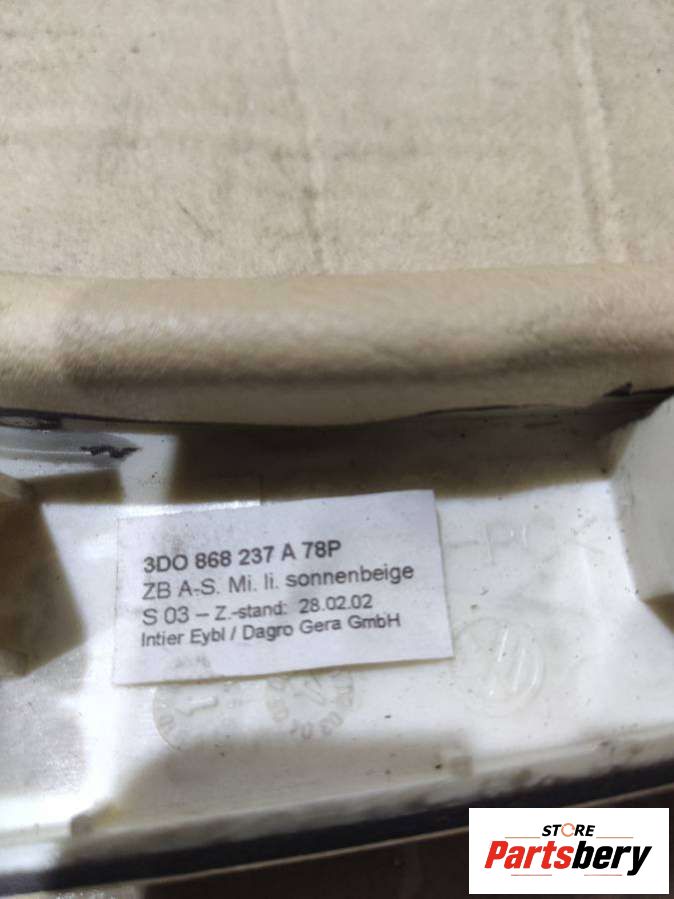 3DO 868 237 A 78P
ZB A.-S. Mi. li. sonnenbeige
S 03 – Z.-stand: 28.02.02
Intier Eybl / Dagro Gera GmbH
STORE
Partsbery